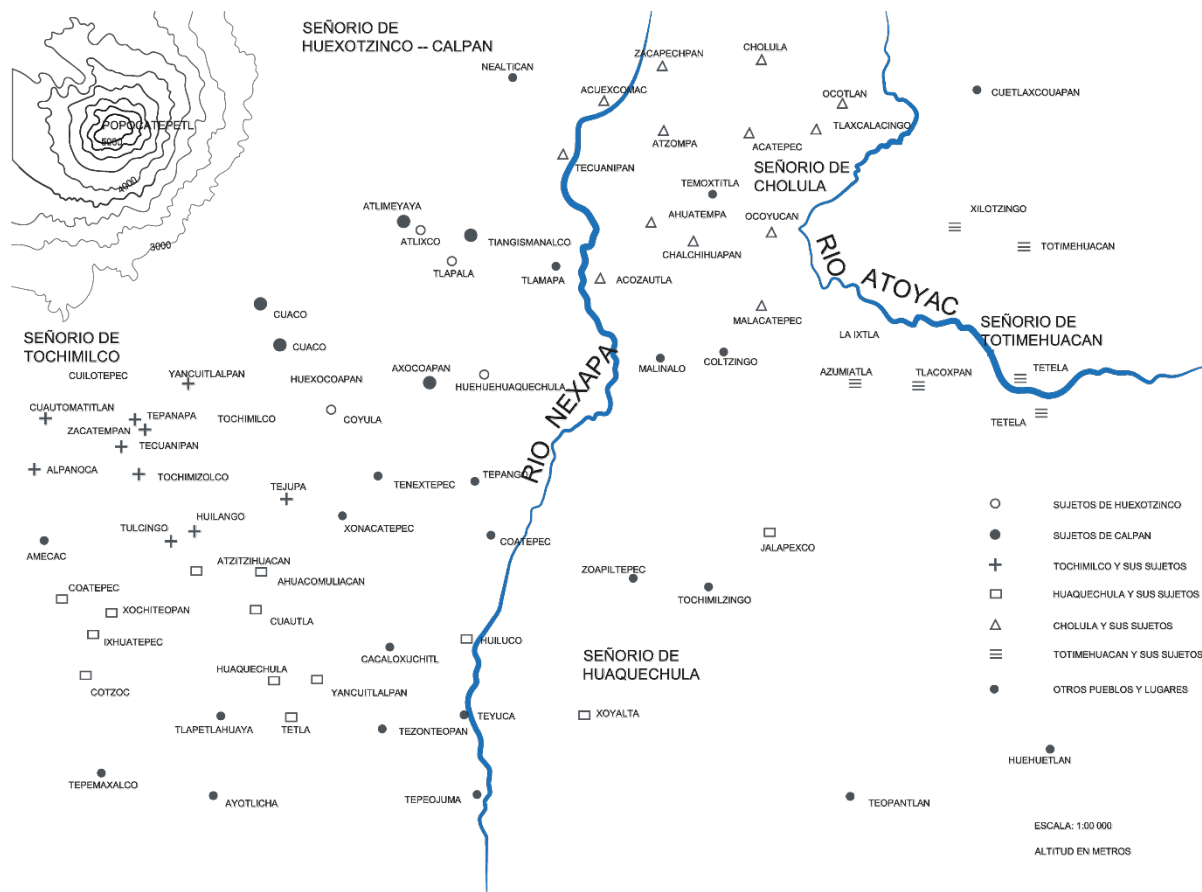 SEÑORIO DE
HUEXOTZINCO -- CALPAN
ZACAPECHPAN
CHOLULA
NEALTICAN
ACUEXCOMAC
OCOTLAN
CUETLAXCOUAPAN
POPOCATEPETL
5000
4000
3000
ATZOMPA
ACATEPEC
TLAXCALACINGO
TECUANIPAN
SEÑORIO DE
CHOLULA
TEMOXTITLA
ATLIMEYAYA
ATLIXCO
TIANGISMANALCO
AHUATEMPA
OCOYUCAN
XILOTZINGO
TOTIMEHUACAN
CHALCHIHUAPAN
TLAPALA
TLAMAPA
ACOZAUTLA
RIO ATOYAC
CUACO
MALACATEPEC
SEÑORIO DE
TOCHIMILCO
CUACO
LA IXTLA
SEÑORIO DE
TOTIMEHUACAN
CUILOTEPEC
YANCUITLALPAN
HUEXOCOAPAN
AXOCOAPAN
HUEHUEHUAQUECHULA
MALINALO
COLTZINGO
AZUMIATLA
TLACOXPAN
TETELA
RIO NEXAPA
CUAUTOMATITLAN
TEPANAPA
ZACATEMPAN
TOCHIMILCO
COYULA
TETELA
TECUANIPAN
ALPANOCA
TOCHIMIZOLCO
TEJUPA
TENEXTEPEC
TEPANGO
TULCINGO
HUILANGO
XONACATEPEC
COATEPEC
JALAPEXCO
AMECAC
ATZITZIHUACAN
AHUACOMULIACAN
ZOAPILTEPEC
TOCHIMILZINGO
COATEPEC
XOCHITEOPAN
CUAUTLA
IXHUATEPEC
HUILUCO
CACALOXUCHITL
SEÑORIO DE
HUAQUECHULA
COTZOC
HUAQUECHULA
YANCUITLALPAN
TLAPETLAHUAYA
TETLA
TEZONTEOPAN
TEYUCA
XOYALTA
TEPEMAXALCO
AYOTLICHA
TEPEOJUMA
TEOPANTLAN
HUEHUETLAN
SUJETOS DE HUEXOTZINCO
SUJETOS DE CALPAN
TOCHIMILCO Y SUS SUJETOS
HUAQUECHULA Y SUS SUJETOS
CHOLULA Y SUS SUJETOS
TOTIMEHUACAN Y SUS SUJETOS
OTROS PUEBLOS Y LUGARES
ESCALA: 1:00 000
ALTITUD EN METROS